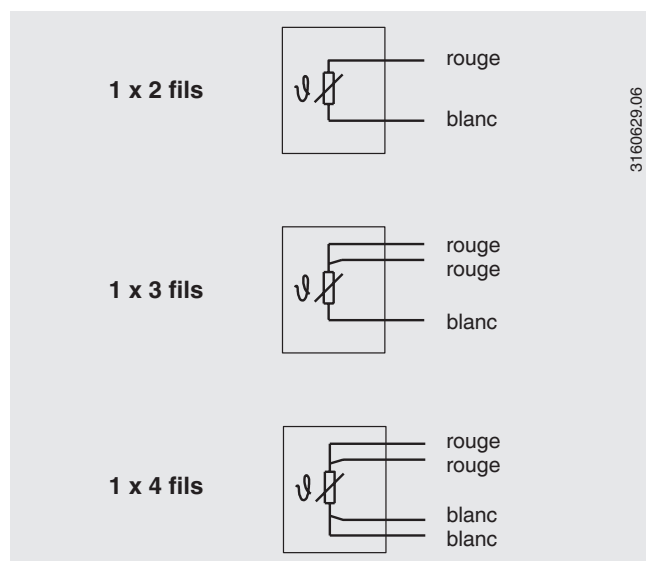 1 x 2 fils
ϑ
rouge
blanc
3160629.06
1 x 3 fils
ϑ
rouge
rouge
blanc
1 x 4 fils
ϑ
rouge
rouge
blanc
blanc